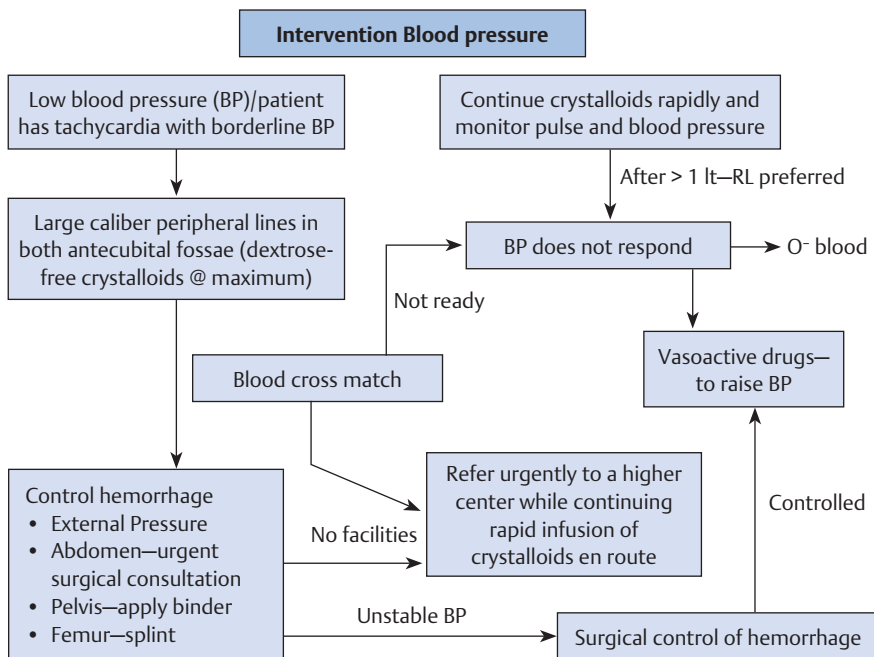 Intervention Blood pressure
Low blood pressure (BP)/patient
has tachycardia with borderline BP
Continue crystalloids rapidly and
monitor pulse and blood pressure
After > 1 lt—RL preferred
Large caliber peripheral lines in
both antecubital fossae (dextrose-
free crystalloids @ maximum)
BP does not respond
O⁻ blood
Not ready
Blood cross match
Vasoactive drugs—
to raise BP
Control hemorrhage
• External Pressure
• Abdomen—urgent
surgical consultation
• Pelvis—apply binder
• Femur—splint
No facilities
Refer urgently to a higher
center while continuing
rapid infusion of
crystalloids en route
Controlled
Unstable BP
Surgical control of hemorrhage